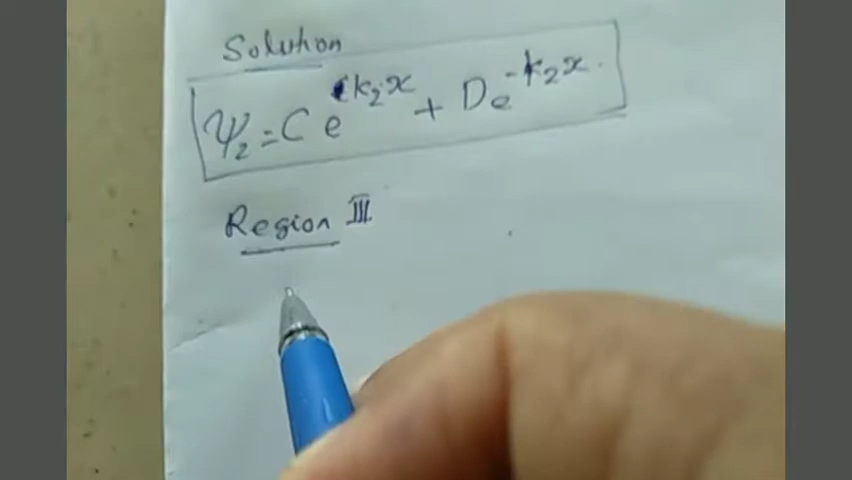 Solution
Ψ₂ = C e^{k₂x} + D e^{-k₂x}.
Region III